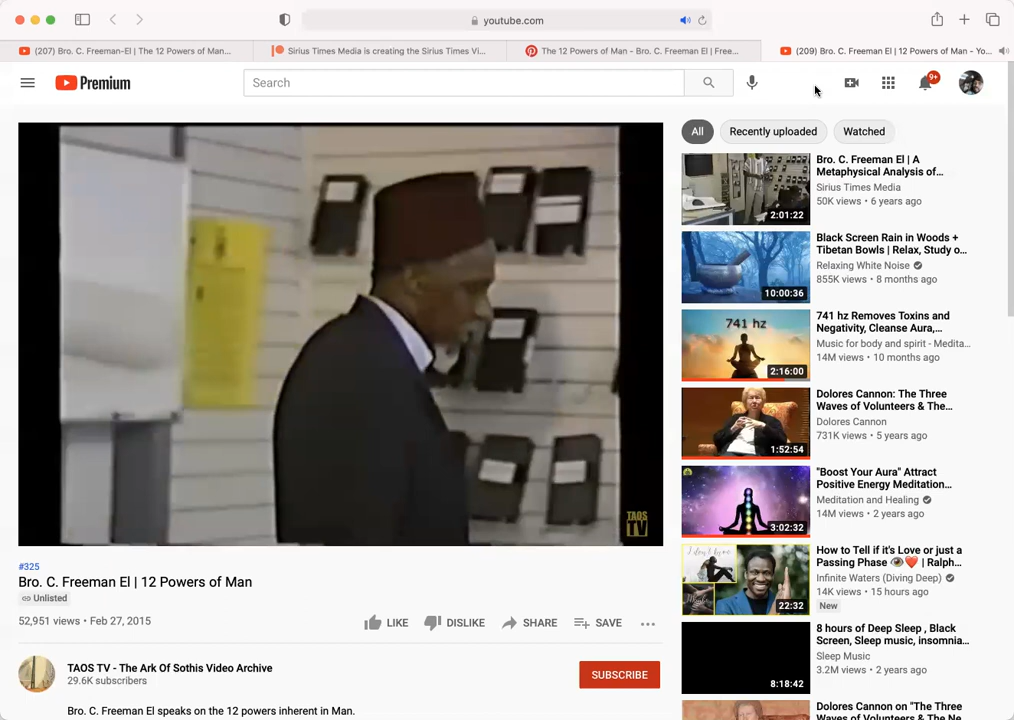 youtube.com
(207) Bro. C. Freeman-El | The 12 Powers of Man...
Sirius Times Media is creating the Sirius Times Vi...
The 12 Powers of Man - Bro. C. Freeman El | Free...
(209) Bro. C. Freeman El | 12 Powers of Man - Yo...
Premium
Search
9+
All
Recently uploaded
Watched
TAOS
TV
#325
Bro. C. Freeman El | 12 Powers of Man
Unlisted
52,951 views • Feb 27, 2015
LIKE
DISLIKE
SHARE
SAVE
TAOS TV - The Ark Of Sothis Video Archive
29.6K subscribers
SUBSCRIBE
Bro. C. Freeman El speaks on the 12 powers inherent in Man.
2:01:22
Bro. C. Freeman El | A
Metaphysical Analysis of...
Sirius Times Media
50K views • 6 years ago
10:00:36
Black Screen Rain in Woods +
Tibetan Bowls | Relax, Study o...
Relaxing White Noise
855K views • 8 months ago
741 hz
2:16:00
741 hz Removes Toxins and
Negativity, Cleanse Aura,...
Music for body and spirit - Medita...
14M views • 10 months ago
1:52:54
Dolores Cannon: The Three
Waves of Volunteers & The...
Dolores Cannon
731K views • 5 years ago
3:02:32
"Boost Your Aura" Attract
Positive Energy Meditation...
Meditation and Healing
14M views • 2 years ago
22:32
How to Tell if it's Love or just a
Passing Phase 👁️❤️ | Ralph...
Infinite Waters (Diving Deep)
14K views • 15 hours ago
New
8:18:42
8 hours of Deep Sleep , Black
Screen, Sleep music, insomnia...
Sleep Music
3.2M views • 2 years ago
Dolores Cannon on "The Three
Waves of Volunteers & The Ne